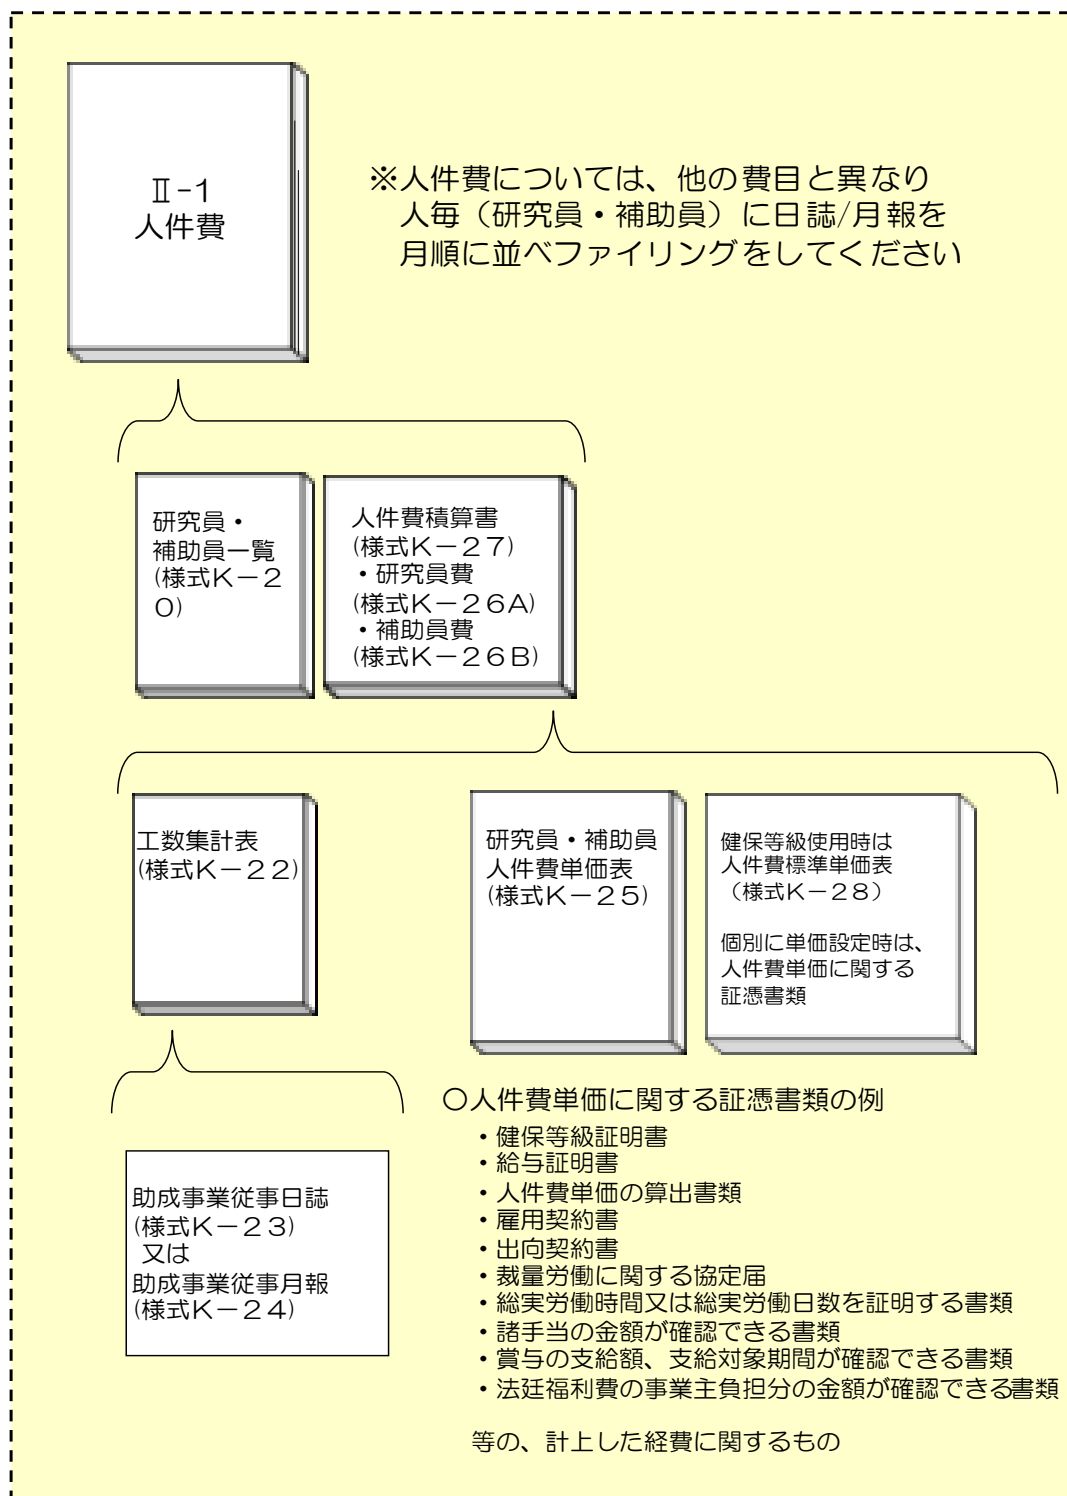 Ⅱ-1
人件費
※人件費については、他の費目と異なり
人毎（研究員・補助員）に日誌/月報を
月順に並べファイリングをしてください
研究員・
補助員一覧
(様式K－2
0)
人件費積算書
(様式K－27)
・研究員費
(様式K－26A)
・補助員費
(様式K－26B)
工数集計表
(様式K－22)
研究員・補助員
人件費単価表
(様式K－25)
健保等級使用時は
人件費標準単価表
（様式K－28）
個別に単価設定時は、
人件費単価に関する
証憑書類
助成事業従事日誌
(様式K－23)
又は
助成事業従事月報
(様式K－24)
〇人件費単価に関する証憑書類の例
・健保等級証明書
・給与証明書
・人件費単価の算出書類
・雇用契約書
・出向契約書
・裁量労働に関する協定届
・総実労働時間又は総実労働日数を証明する書類
・諸手当の金額が確認できる書類
・賞与の支給額、支給対象期間が確認できる書類
・法廷福利費の事業主負担分の金額が確認できる書類
等の、計上した経費に関するもの